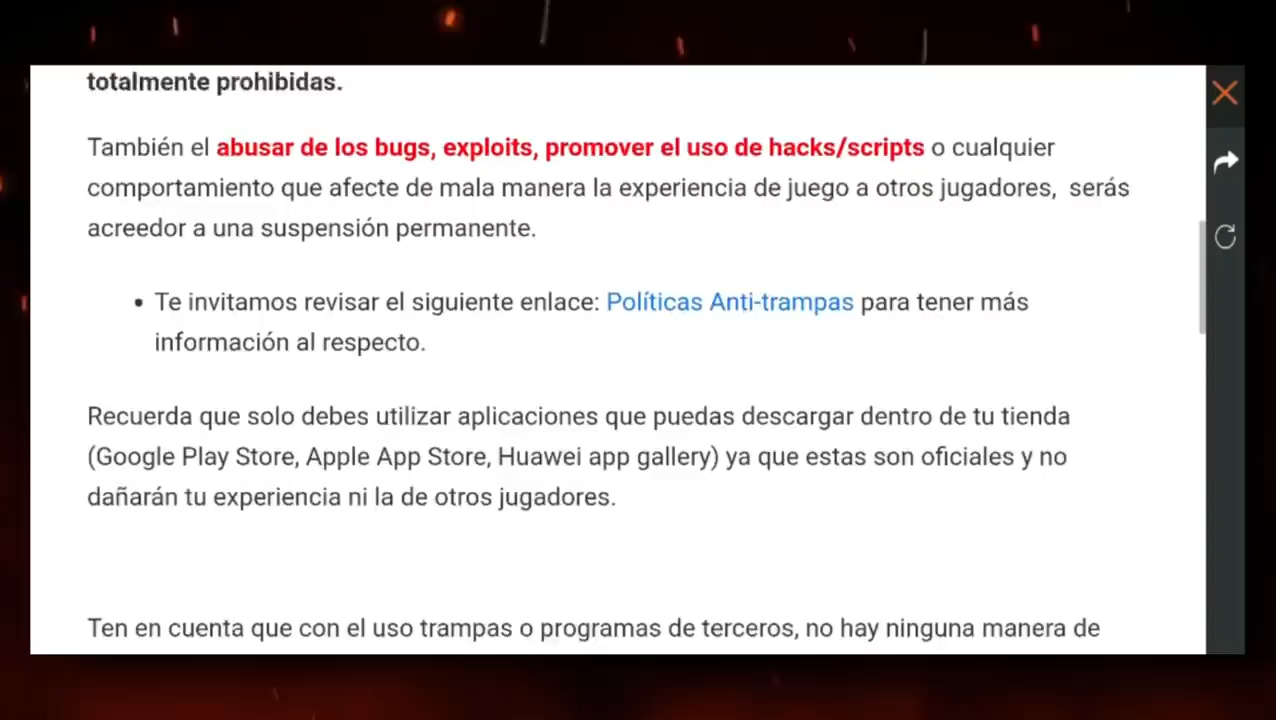 totalmente prohibidas.
También el abusar de los bugs, exploits, promover el uso de hacks/scripts o cualquier
comportamiento que afecte de mala manera la experiencia de juego a otros jugadores, serás
acreedor a una suspensión permanente.
• Te invitamos revisar el siguiente enlace: Políticas Anti-trampas para tener más
información al respecto.
Recuerda que solo debes utilizar aplicaciones que puedas descargar dentro de tu tienda
(Google Play Store, Apple App Store, Huawei app gallery) ya que estas son oficiales y no
dañarán tu experiencia ni la de otros jugadores.
Ten en cuenta que con el uso trampas o programas de terceros, no hay ninguna manera de